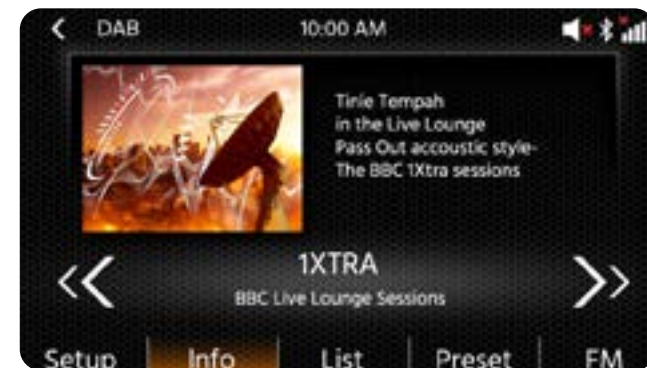 DAB
10:00 AM
Tinie Tempah
in the Live Lounge
Pass Out accoustic style-
The BBC 1Xtra sessions
1XTRA
BBC Live Lounge Sessions
Setup
Info
List
Preset
FM